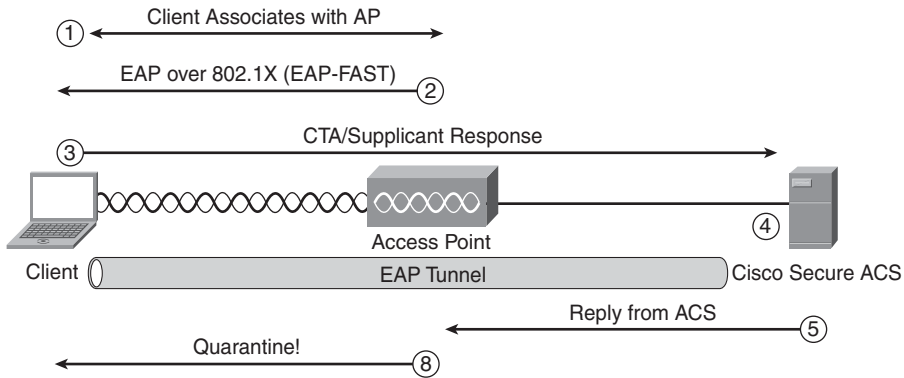 Client Associates with AP
1
EAP over 802.1X (EAP-FAST)
2
CTA/Supplicant Response
3
4
Access Point
Client
EAP Tunnel
Cisco Secure ACS
Reply from ACS
5
Quarantine!
8